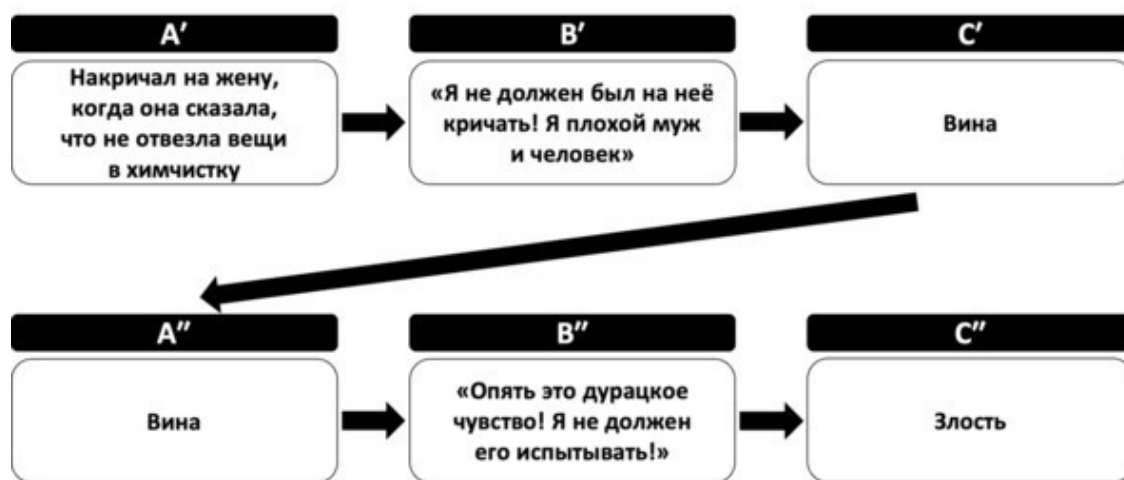 A′
B′
C′
Накричал на жену,
когда она сказала,
что не отвезла вещи
в химчистку
«Я не должен был на неё
кричать! Я плохой муж
и человек»
Вина
A″
B″
C″
Вина
«Опять это дурацкое
чувство! Я не должен
его испытывать!»
Злость